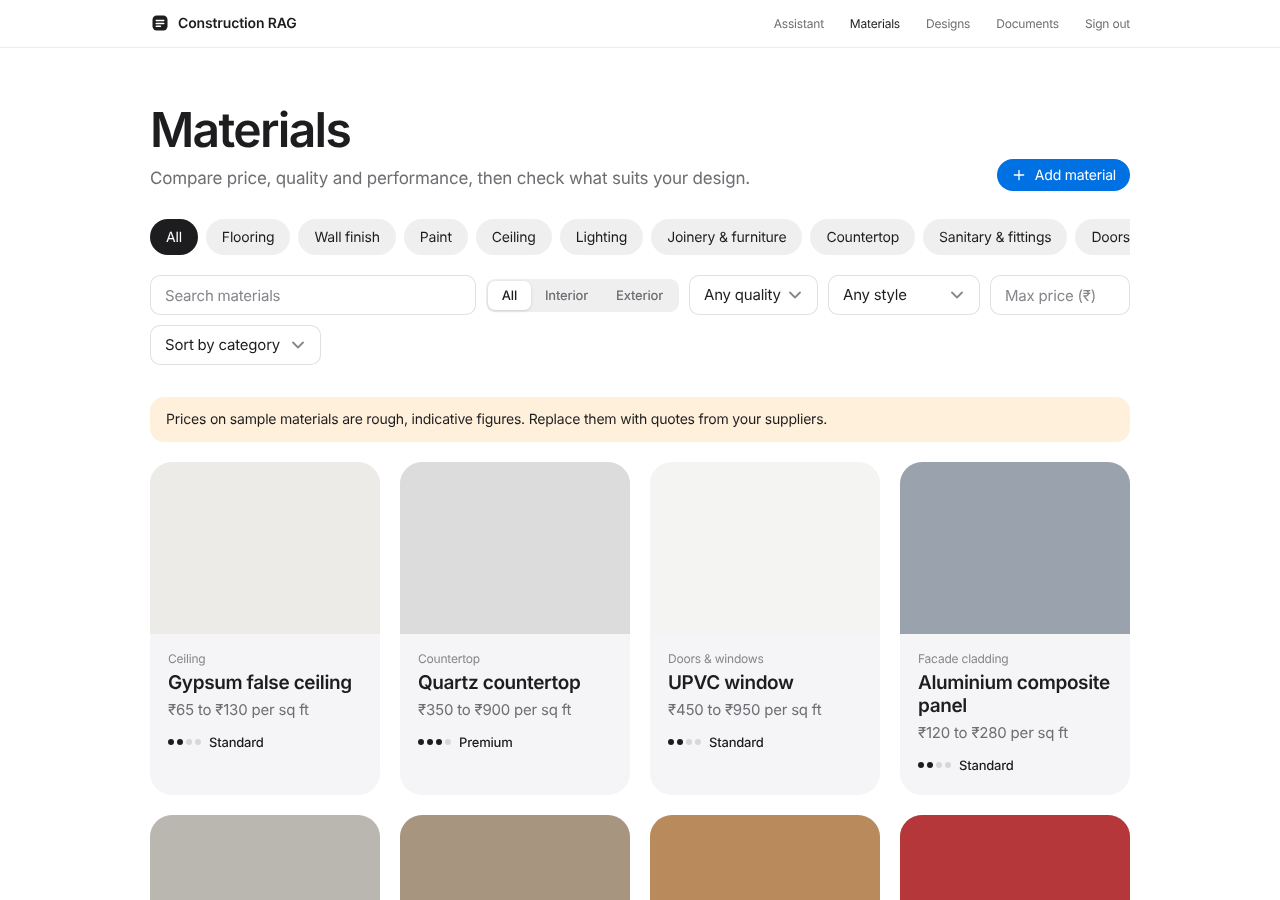 Construction RAG
Assistant Materials Designs Documents Sign out
Materials
Compare price, quality and performance, then check what suits your design.
+ Add material
All Flooring Wall finish Paint Ceiling Lighting Joinery & furniture Countertop Sanitary & fittings Doors
Search materials All Interior Exterior Any quality Any style Max price (₹)
Sort by category
Prices on sample materials are rough, indicative figures. Replace them with quotes from your suppliers.
Ceiling
Gypsum false ceiling
₹65 to ₹130 per sq ft
Standard
Countertop
Quartz countertop
₹350 to ₹900 per sq ft
Premium
Doors & windows
UPVC window
₹450 to ₹950 per sq ft
Standard
Facade cladding
Aluminium composite
panel
₹120 to ₹280 per sq ft
Standard